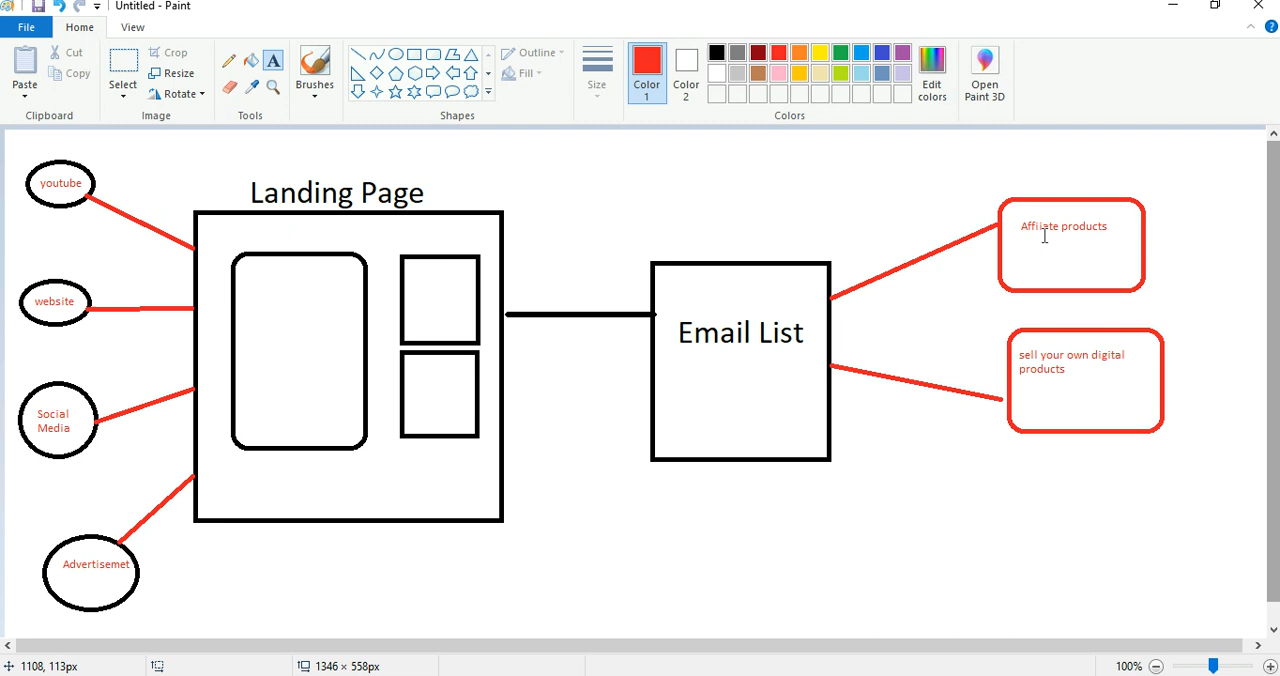 Untitled - Paint
File
Home
View
Paste
Cut
Copy
Clipboard
Select
Crop
Resize
Rotate
Image
A
Tools
Brushes
Outline
Fill
Shapes
Size
Color
1
Color
2
Edit
colors
Colors
Open
Paint 3D
youtube
website
Social
Media
Advertisemet
Landing Page
Email List
Affiiate products
sell your own digital
products
1108, 113px
1346 × 558px
100%